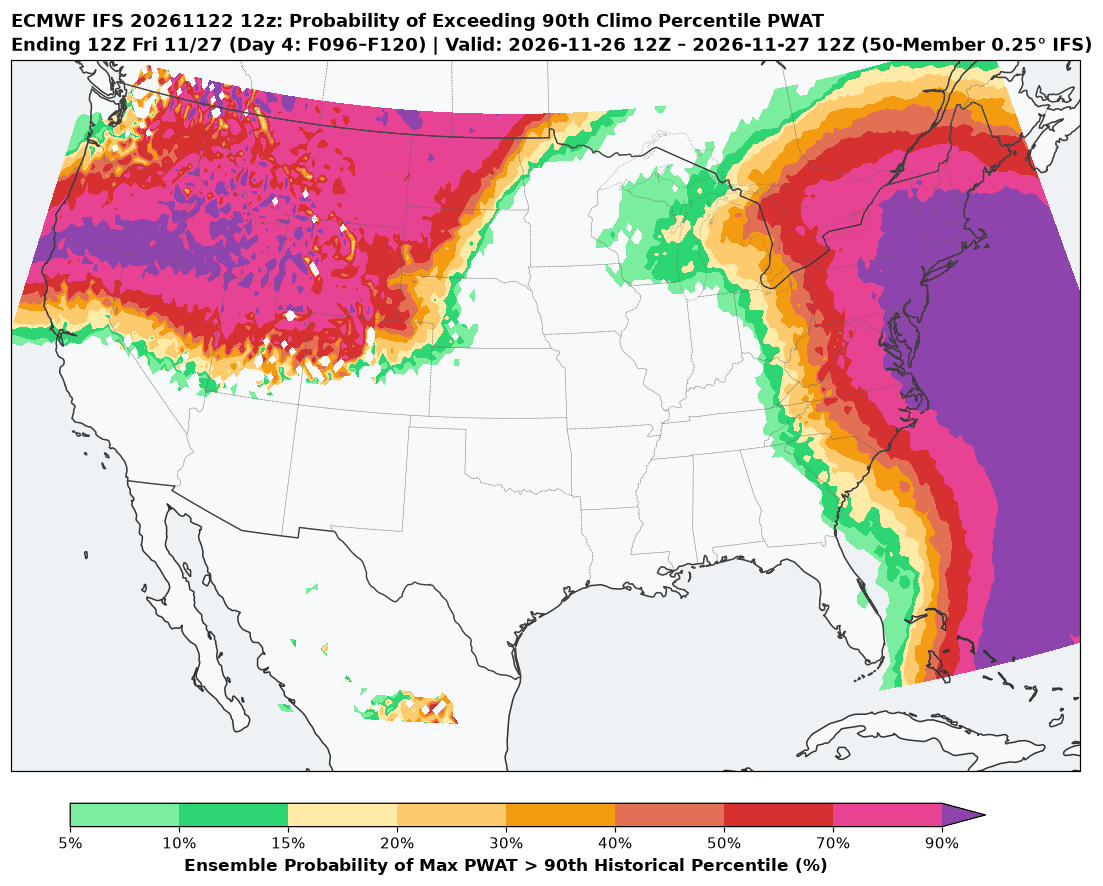 ECMWF IFS 20261122 12z: Probability of Exceeding 90th Climo Percentile PWAT
Ending 12Z Fri 11/27 (Day 4: F096–F120) | Valid: 2026-11-26 12Z – 2026-11-27 12Z (50-Member 0.25° IFS)
5% 10% 15% 20% 30% 40% 50% 70% 90%
Ensemble Probability of Max PWAT > 90th Historical Percentile (%)